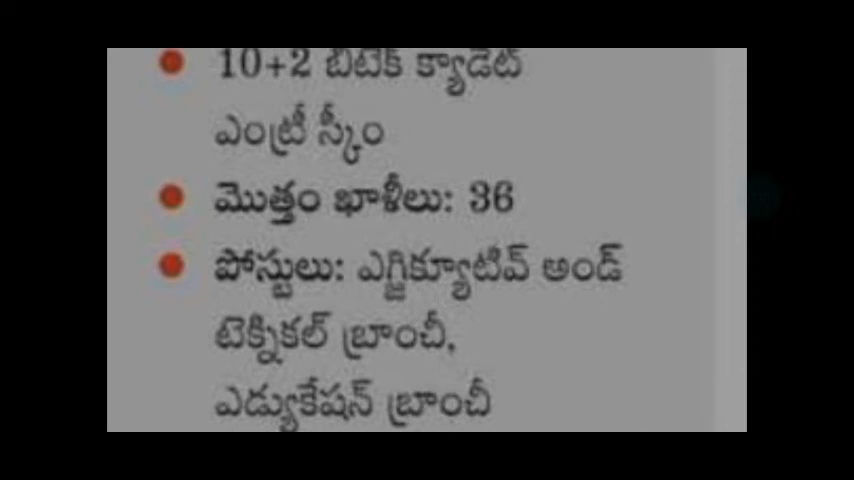 10+2 బీటెక్ క్యాడెట్
ఎంట్రీ స్కీం
మొత్తం ఖాళీలు: 36
పోస్టులు: ఎగ్జిక్యూటివ్ అండ్
టెక్నికల్ బ్రాంచీ,
ఎడ్యుకేషన్ బ్రాంచీ